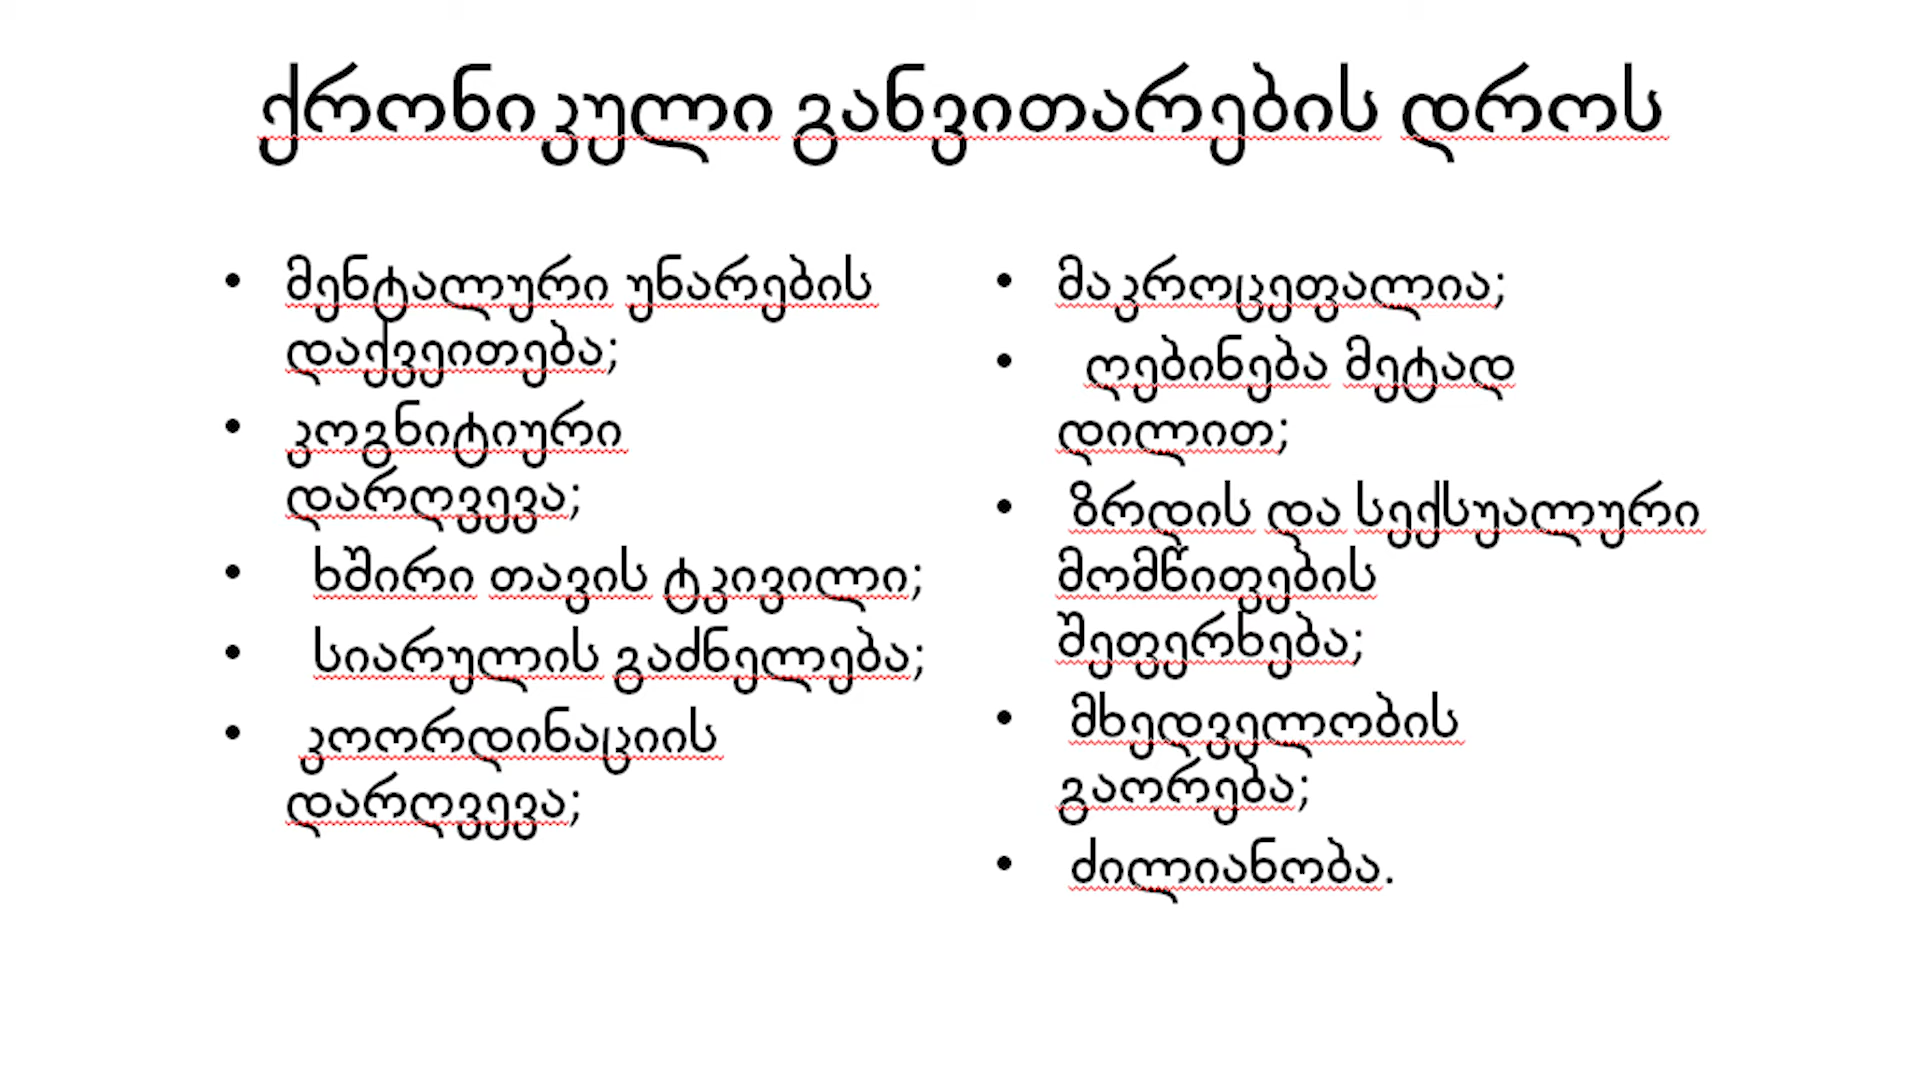 ქრონიკული განვითარების დროს
• მენტალური უნარების
დაქვეითება;
• კოგნიტიური
დარღვევა;
• ხშირი თავის ტკივილი;
• სიარულის გაძნელება;
• კოორდინაციის
დარღვევა;
• მაკროცეფალია;
• ღებინება მეტად
დილით;
• ზრდის და სექსუალური
მომწიფების
შეფერხება;
• მხედველობის
გაორება;
• ძილიანობა.